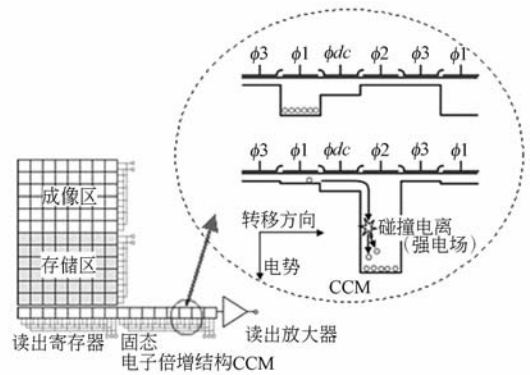 ϕ3 ϕ1 ϕdc ϕ2 ϕ3 ϕ1
ϕ3 ϕ1 ϕdc ϕ2 ϕ3 ϕ1
转移方向
碰撞电离
(强电场)
电势
CCM
成像区
存储区
读出寄存器
固态
电子倍增结构CCM
读出放大器